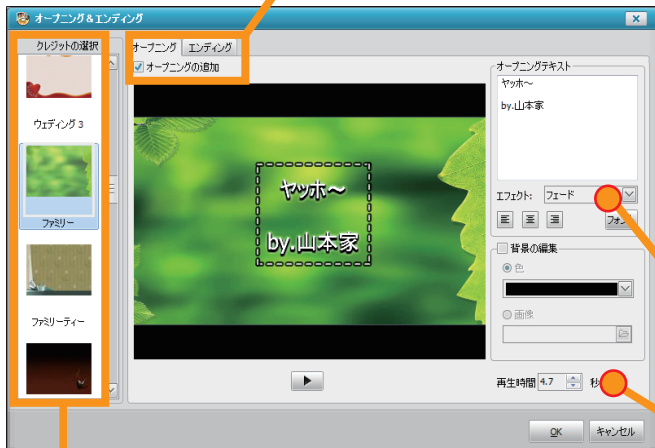 オープニング&エンディング
クレジットの選択
ウェディング 3
ファミリー
ファミリーティー
オープニング エンディング
オープニングの追加
ヤッホ～
by.山本家
オープニングテキスト
ヤッホ～
by.山本家
エフェクト: フェード
背景の編集
色
画像
再生時間 4.7 秒
OK キャンセル